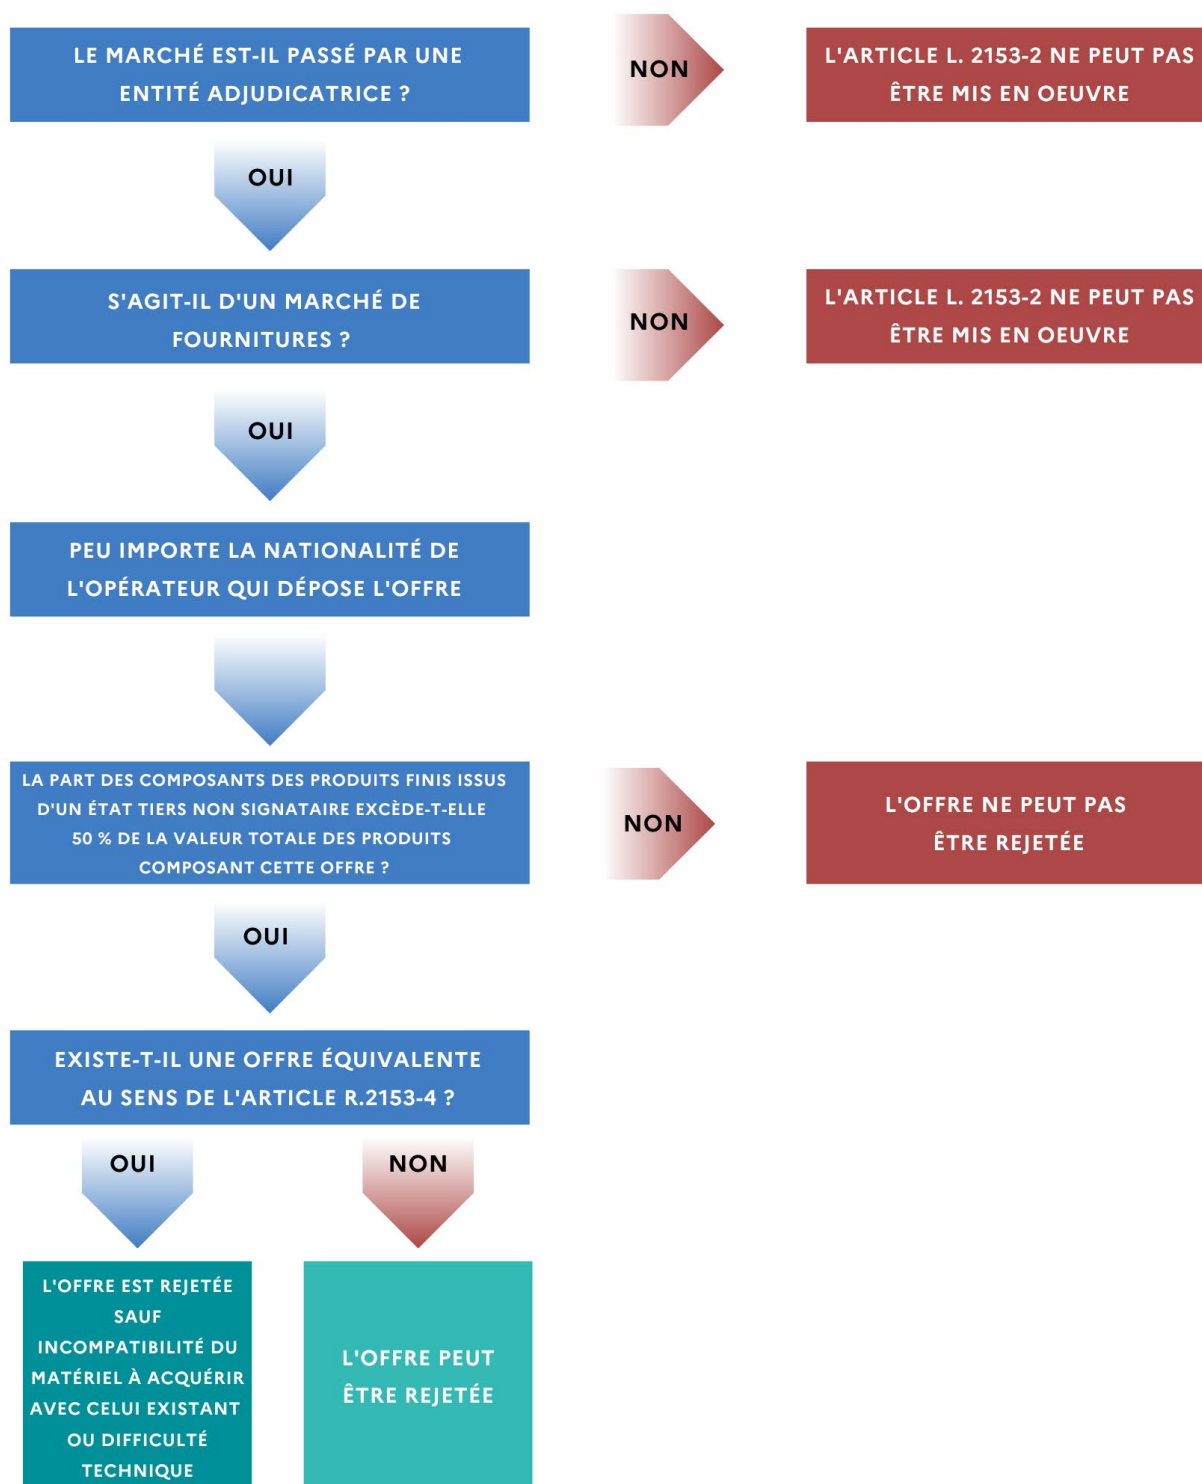 LE MARCHÉ EST-IL PASSÉ PAR UNE
ENTITÉ ADJUDICATRICE ?
NON
L'ARTICLE L. 2153-2 NE PEUT PAS
ÊTRE MIS EN OEUVRE
OUI
S'AGIT-IL D'UN MARCHÉ DE
FOURNITURES ?
NON
L'ARTICLE L. 2153-2 NE PEUT PAS
ÊTRE MIS EN OEUVRE
OUI
PEU IMPORTE LA NATIONALITÉ DE
L'OPÉRATEUR QUI DÉPOSE L'OFFRE
LA PART DES COMPOSANTS DES PRODUITS FINIS ISSUS
D'UN ÉTAT TIERS NON SIGNATAIRE EXCÈDE-T-ELLE
50 % DE LA VALEUR TOTALE DES PRODUITS
COMPOSANT CETTE OFFRE ?
NON
L'OFFRE NE PEUT PAS
ÊTRE REJETÉE
OUI
EXISTE-T-IL UNE OFFRE ÉQUIVALENTE
AU SENS DE L'ARTICLE R.2153-4 ?
OUI
NON
L'OFFRE EST REJETÉE
SAUF
INCOMPATIBILITÉ DU
MATÉRIEL À ACQUÉRIR
AVEC CELUI EXISTANT
OU DIFFICULTÉ
TECHNIQUE
L'OFFRE PEUT
ÊTRE REJETÉE